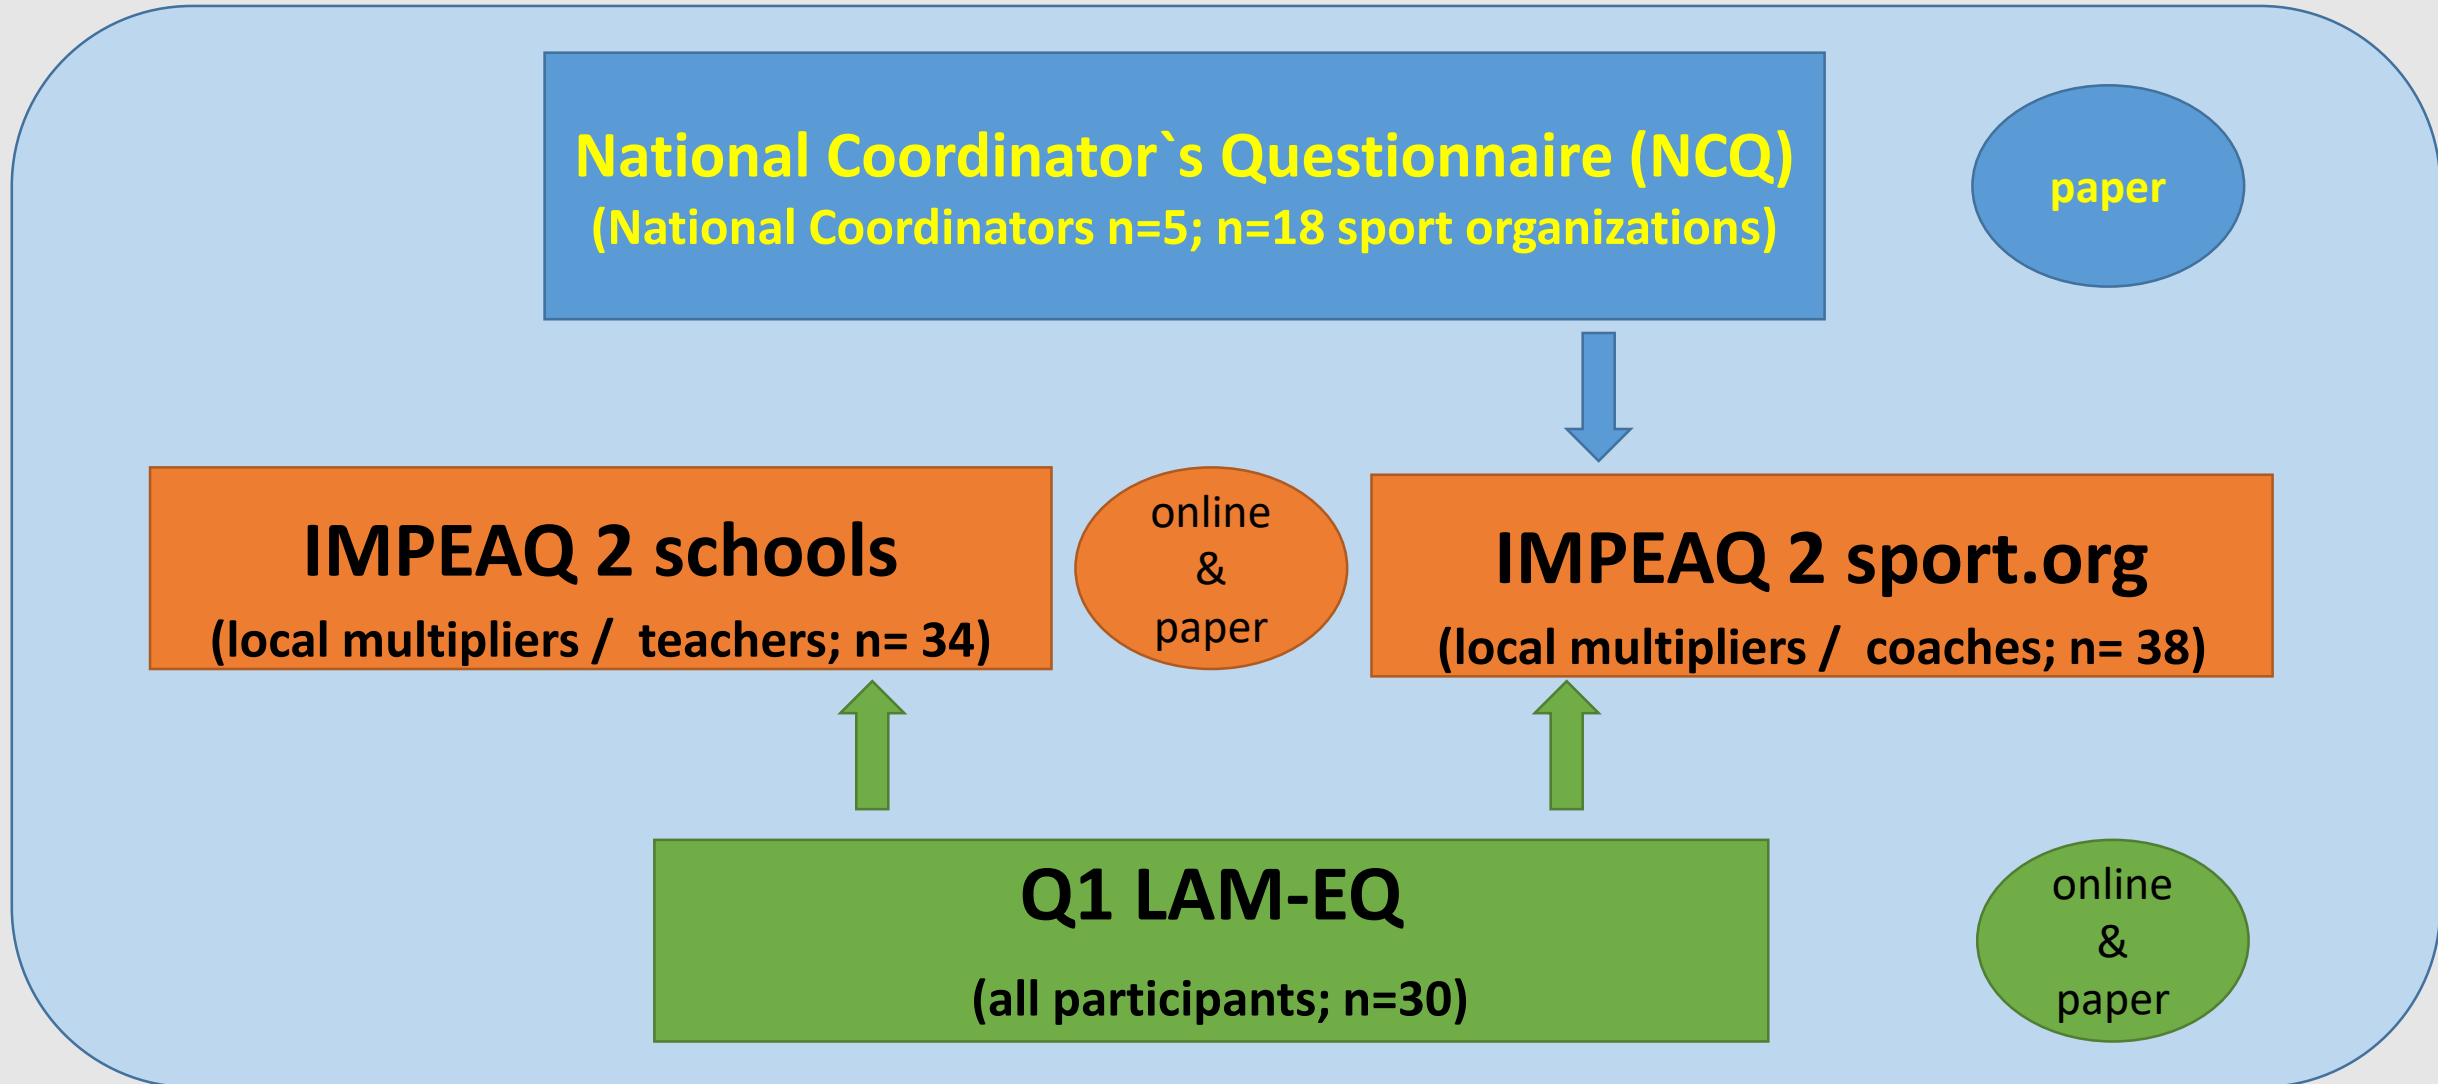 National Coordinator`s Questionnaire (NCQ)
(National Coordinators n=5; n=18 sport organizations)
paper
IMPEAQ 2 schools
(local multipliers /  teachers; n= 34)
online
&
paper
IMPEAQ 2 sport.org
(local multipliers /  coaches; n= 38)
Q1 LAM-EQ
(all participants; n=30)
online
&
paper